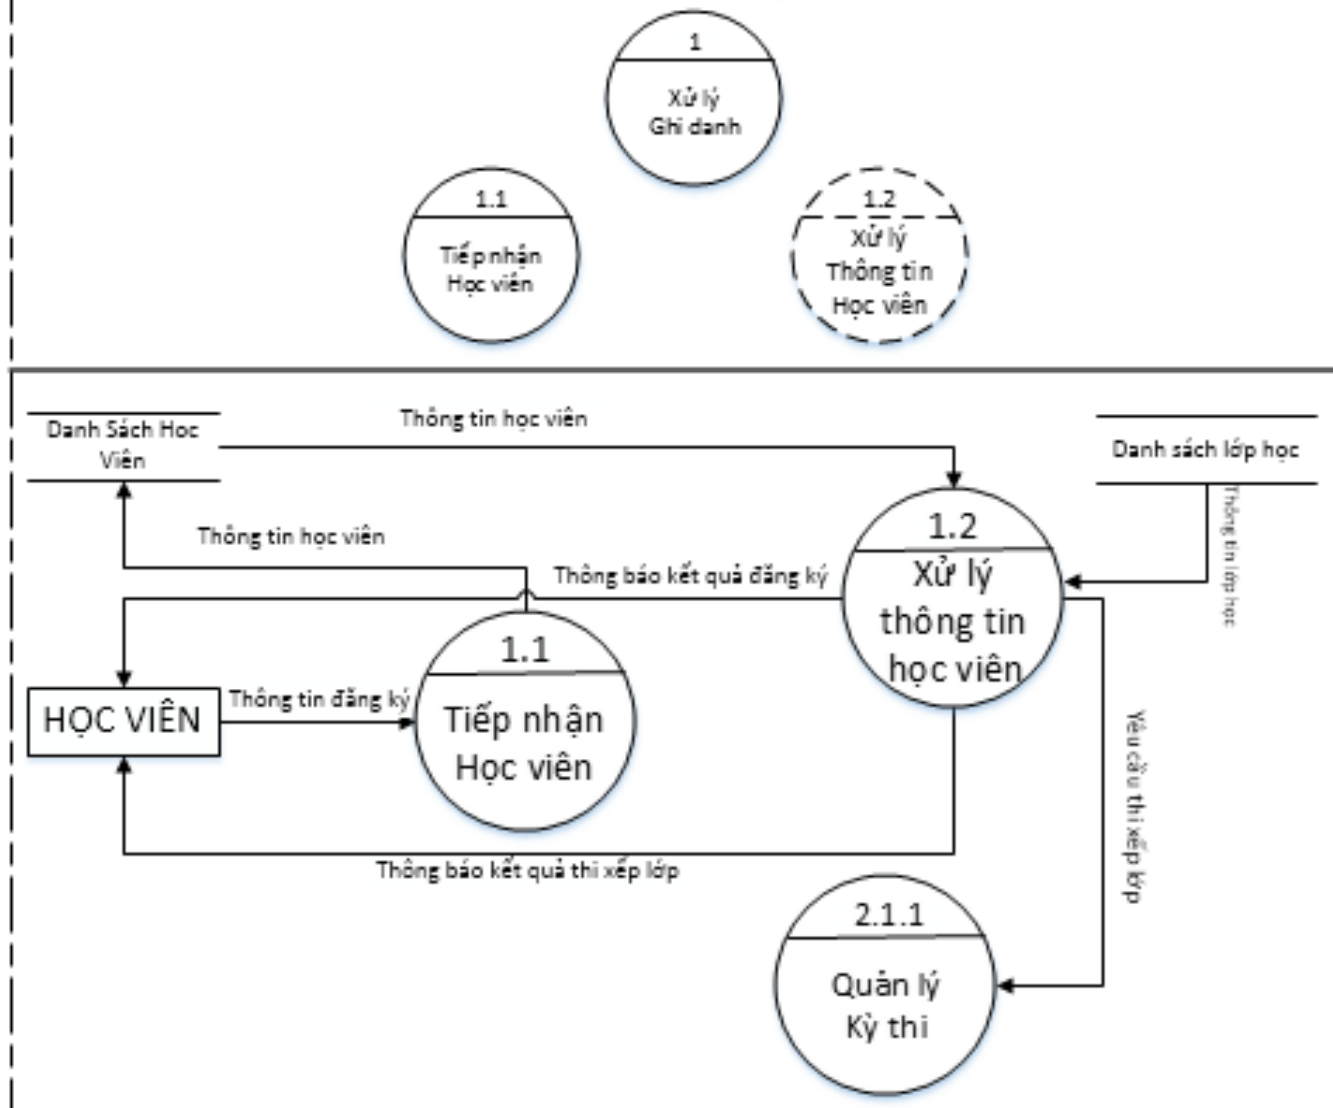 1
Xử lý
Ghi danh
1.1
Tiếp nhận
Học viên
1.2
Xử lý
Thông tin
Học viên
Danh Sách Học
Viên
Thông tin học viên
Danh sách lớp học
Thông tin lớp học
Thông tin học viên
1.2
Xử lý
thông tin
học viên
Thông báo kết quả đăng ký
1.1
Tiếp nhận
Học viên
HỌC VIÊN
Thông tin đăng ký
Yêu cầu thi xếp lớp
Thông báo kết quả thi xếp lớp
2.1.1
Quản lý
Kỳ thi